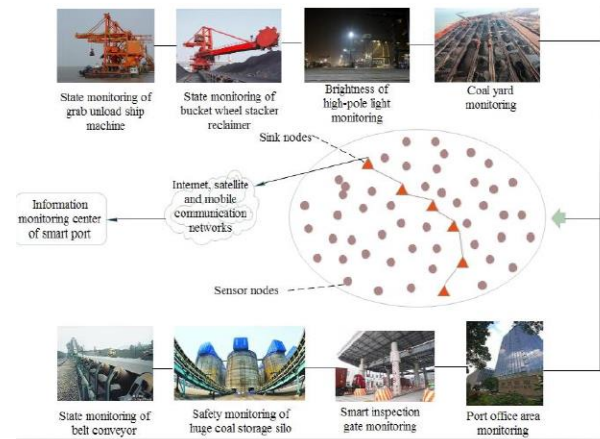 State monitoring of
grab unload ship
machine
State monitoring of
bucket wheel stacker
reclaimer
Brightness of
high-pole light
monitoring
Coal yard
monitoring
Sink nodes
Internet, satellite
and mobile
communication
networks
Information
monitoring center
of smart port
Sensor nodes
State monitoring of
belt conveyor
Safety monitoring of
huge coal storage silo
Smart inspection
gate monitoring
Port office area
monitoring